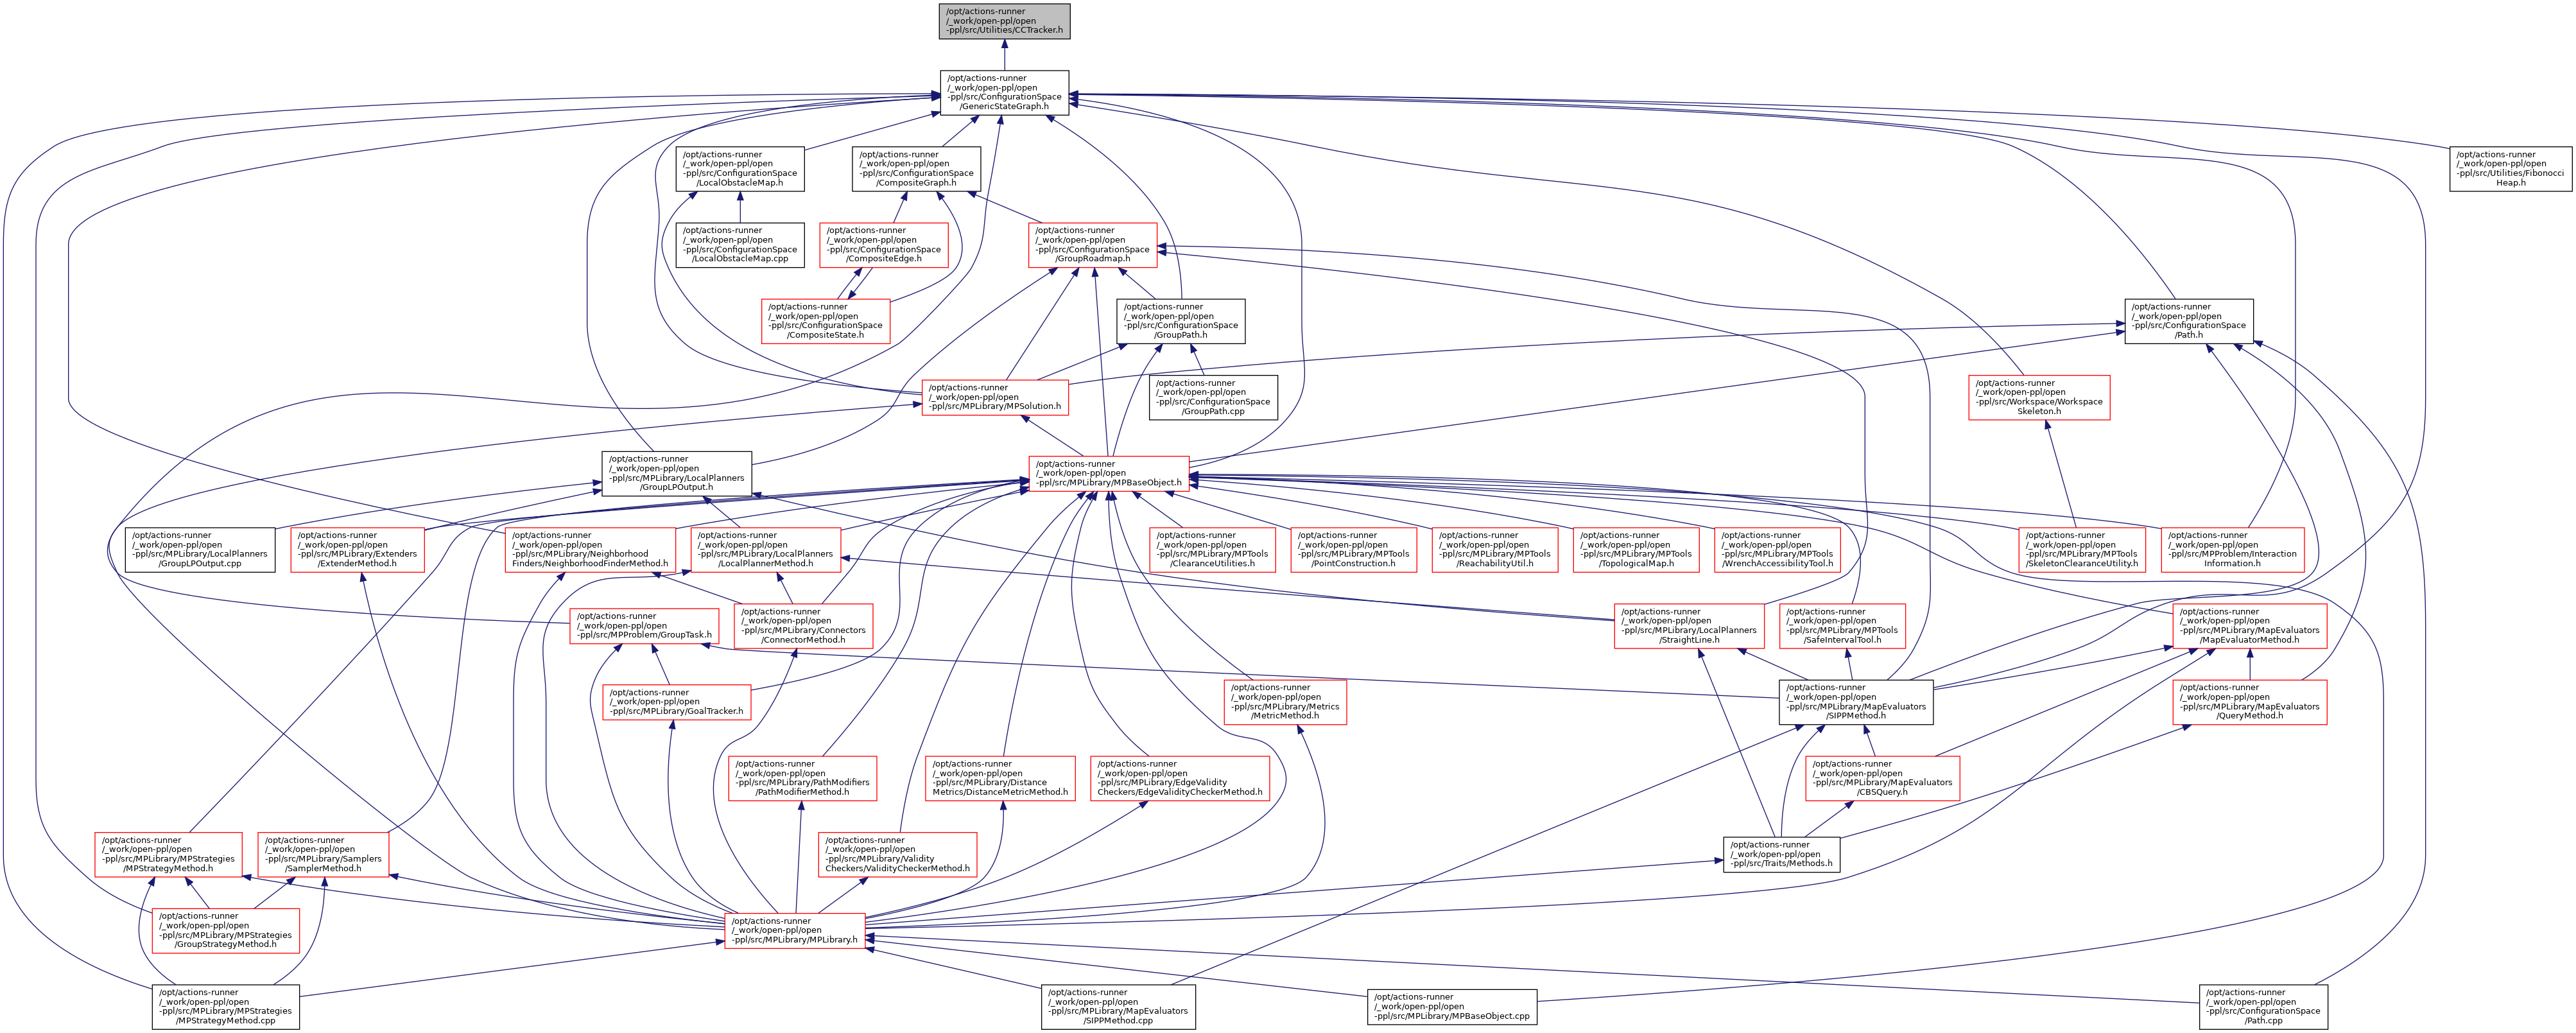 /opt/actions-runner
/_work/open-ppl/open
-ppl/src/Utilities/CCTracker.h
/opt/actions-runner
/_work/open-ppl/open
-ppl/src/ConfigurationSpace
/GenericStateGraph.h
/opt/actions-runner
/_work/open-ppl/open
-ppl/src/ConfigurationSpace
/LocalObstacleMap.h
/opt/actions-runner
/_work/open-ppl/open
-ppl/src/ConfigurationSpace
/CompositeGraph.h
/opt/actions-runner
/_work/open-ppl/open
-ppl/src/Utilities/Fibonocci
Heap.h
/opt/actions-runner
/_work/open-ppl/open
-ppl/src/ConfigurationSpace
/LocalObstacleMap.cpp
/opt/actions-runner
/_work/open-ppl/open
-ppl/src/ConfigurationSpace
/CompositeEdge.h
/opt/actions-runner
/_work/open-ppl/open
-ppl/src/ConfigurationSpace
/GroupRoadmap.h
/opt/actions-runner
/_work/open-ppl/open
-ppl/src/ConfigurationSpace
/CompositeState.h
/opt/actions-runner
/_work/open-ppl/open
-ppl/src/ConfigurationSpace
/GroupPath.h
/opt/actions-runner
/_work/open-ppl/open
-ppl/src/ConfigurationSpace
/Path.h
/opt/actions-runner
/_work/open-ppl/open
-ppl/src/MPLibrary/MPSolution.h
/opt/actions-runner
/_work/open-ppl/open
-ppl/src/ConfigurationSpace
/GroupPath.cpp
/opt/actions-runner
/_work/open-ppl/open
-ppl/src/Workspace/Workspace
Skeleton.h
/opt/actions-runner
/_work/open-ppl/open
-ppl/src/MPLibrary/LocalPlanners
/GroupLPOutput.h
/opt/actions-runner
/_work/open-ppl/open
-ppl/src/MPLibrary/MPBaseObject.h
/opt/actions-runner
/_work/open-ppl/open
-ppl/src/MPLibrary/LocalPlanners
/GroupLPOutput.cpp
/opt/actions-runner
/_work/open-ppl/open
-ppl/src/MPLibrary/Extenders
/ExtenderMethod.h
/opt/actions-runner
/_work/open-ppl/open
-ppl/src/MPLibrary/Neighborhood
Finders/NeighborhoodFinderMethod.h
/opt/actions-runner
/_work/open-ppl/open
-ppl/src/MPLibrary/LocalPlanners
/LocalPlannerMethod.h
/opt/actions-runner
/_work/open-ppl/open
-ppl/src/MPLibrary/MPTools
/ClearanceUtilities.h
/opt/actions-runner
/_work/open-ppl/open
-ppl/src/MPLibrary/MPTools
/PointConstruction.h
/opt/actions-runner
/_work/open-ppl/open
-ppl/src/MPLibrary/MPTools
/ReachabilityUtil.h
/opt/actions-runner
/_work/open-ppl/open
-ppl/src/MPLibrary/MPTools
/TopologicalMap.h
/opt/actions-runner
/_work/open-ppl/open
-ppl/src/MPLibrary/MPTools
/WrenchAccessibilityTool.h
/opt/actions-runner
/_work/open-ppl/open
-ppl/src/MPLibrary/MPTools
/SkeletonClearanceUtility.h
/opt/actions-runner
/_work/open-ppl/open
-ppl/src/MPProblem/Interaction
Information.h
/opt/actions-runner
/_work/open-ppl/open
-ppl/src/MPProblem/GroupTask.h
/opt/actions-runner
/_work/open-ppl/open
-ppl/src/MPLibrary/Connectors
/ConnectorMethod.h
/opt/actions-runner
/_work/open-ppl/open
-ppl/src/MPLibrary/LocalPlanners
/StraightLine.h
/opt/actions-runner
/_work/open-ppl/open
-ppl/src/MPLibrary/MPTools
/SafeIntervalTool.h
/opt/actions-runner
/_work/open-ppl/open
-ppl/src/MPLibrary/MapEvaluators
/MapEvaluatorMethod.h
/opt/actions-runner
/_work/open-ppl/open
-ppl/src/MPLibrary/GoalTracker.h
/opt/actions-runner
/_work/open-ppl/open
-ppl/src/MPLibrary/Metrics
/MetricMethod.h
/opt/actions-runner
/_work/open-ppl/open
-ppl/src/MPLibrary/MapEvaluators
/SIPPMethod.h
/opt/actions-runner
/_work/open-ppl/open
-ppl/src/MPLibrary/MapEvaluators
/QueryMethod.h
/opt/actions-runner
/_work/open-ppl/open
-ppl/src/MPLibrary/PathModifiers
/PathModifierMethod.h
/opt/actions-runner
/_work/open-ppl/open
-ppl/src/MPLibrary/Distance
Metrics/DistanceMetricMethod.h
/opt/actions-runner
/_work/open-ppl/open
-ppl/src/MPLibrary/EdgeValidity
Checkers/EdgeValidityCheckerMethod.h
/opt/actions-runner
/_work/open-ppl/open
-ppl/src/MPLibrary/MapEvaluators
/CBSQuery.h
/opt/actions-runner
/_work/open-ppl/open
-ppl/src/MPLibrary/MPStrategies
/MPStrategyMethod.h
/opt/actions-runner
/_work/open-ppl/open
-ppl/src/MPLibrary/Samplers
/SamplerMethod.h
/opt/actions-runner
/_work/open-ppl/open
-ppl/src/MPLibrary/Validity
Checkers/ValidityCheckerMethod.h
/opt/actions-runner
/_work/open-ppl/open
-ppl/src/Traits/Methods.h
/opt/actions-runner
/_work/open-ppl/open
-ppl/src/MPLibrary/MPStrategies
/GroupStrategyMethod.h
/opt/actions-runner
/_work/open-ppl/open
-ppl/src/MPLibrary/MPLibrary.h
/opt/actions-runner
/_work/open-ppl/open
-ppl/src/MPLibrary/MPStrategies
/MPStrategyMethod.cpp
/opt/actions-runner
/_work/open-ppl/open
-ppl/src/MPLibrary/MapEvaluators
/SIPPMethod.cpp
/opt/actions-runner
/_work/open-ppl/open
-ppl/src/MPLibrary/MPBaseObject.cpp
/opt/actions-runner
/_work/open-ppl/open
-ppl/src/ConfigurationSpace
/Path.cpp